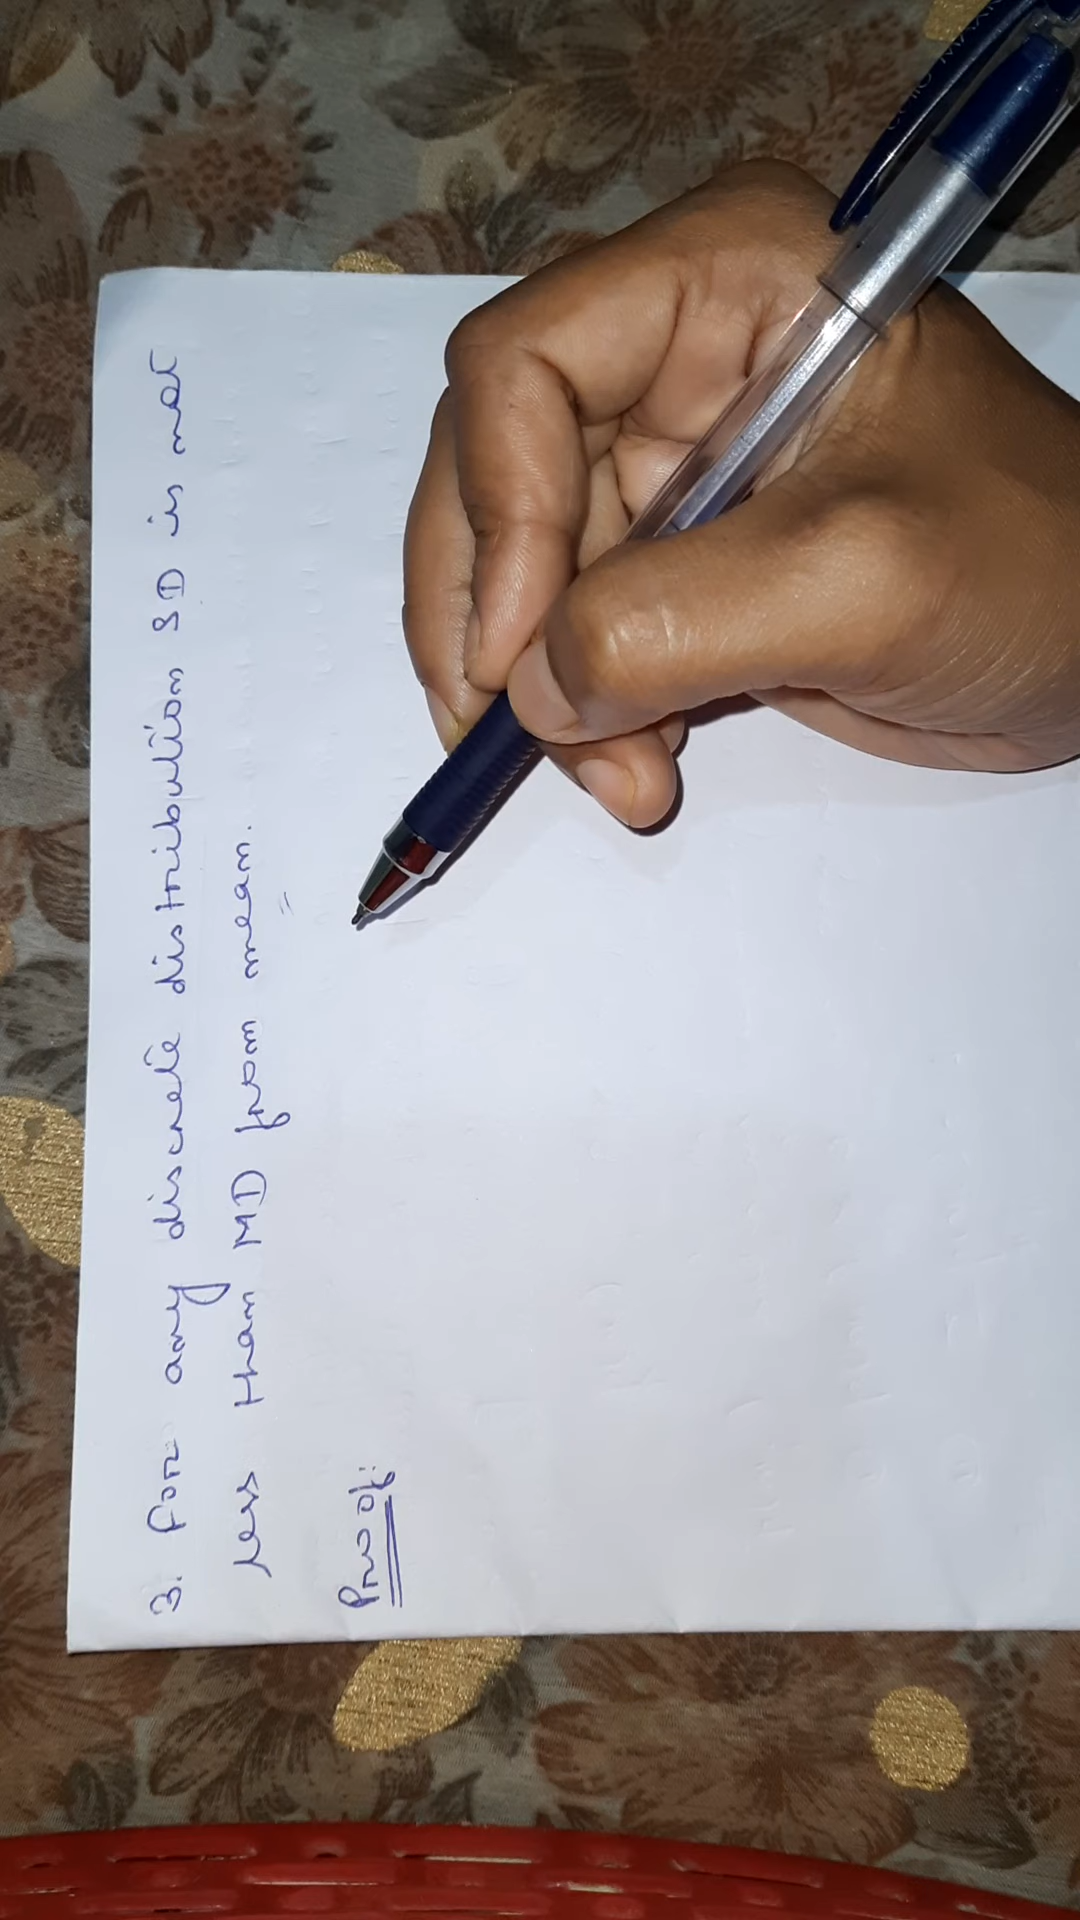 3. For any discrete distribution SD is not
less than MD from mean.
Proof: